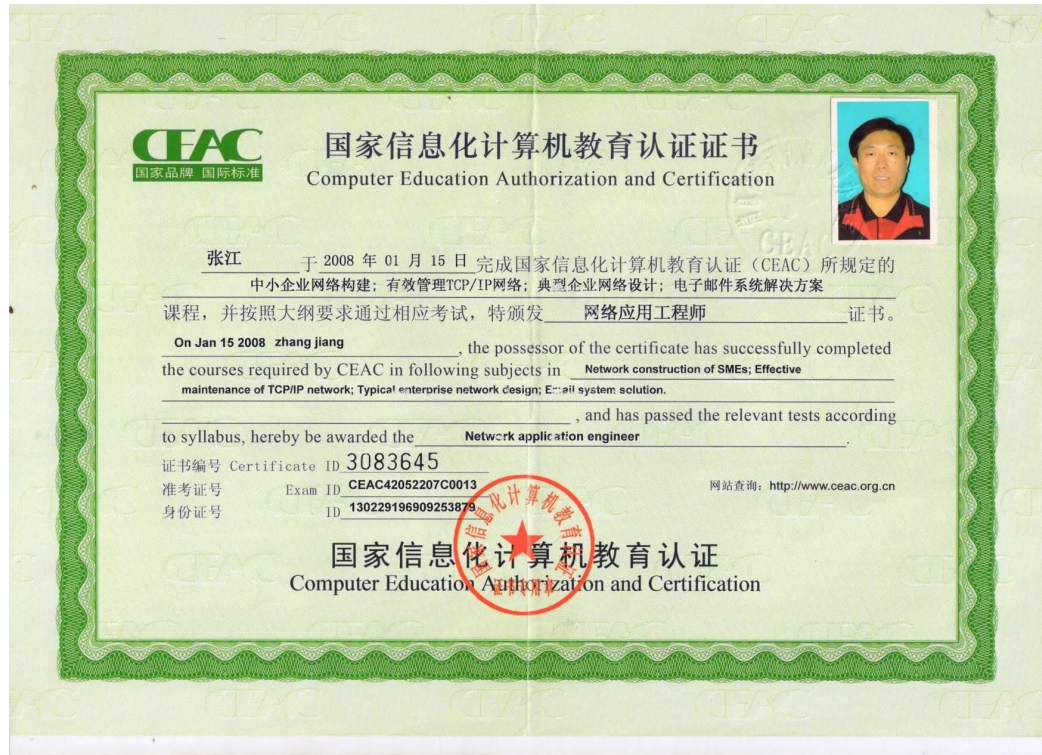 CEAC
国家品牌 国际标准
国家信息化计算机教育认证证书
Computer Education Authorization and Certification
张江 于 2008 年 01 月 15 日 完成国家信息化计算机教育认证（CEAC）所规定的
中小企业网络构建；有效管理TCP/IP网络；典型企业网络设计；电子邮件系统解决方案
课程，并按照大纲要求通过相应考试，特颁发 网络应用工程师 证书。
On Jan 15 2008 zhang jiang , the possessor of the certificate has successfully completed
the courses required by CEAC in following subjects in Network construction of SMEs; Effective
maintenance of TCP/IP network; Typical enterprise network design; Email system solution.
, and has passed the relevant tests according
to syllabus, hereby be awarded the Network application engineer .
证书编号 Certificate ID 3083645
准考证号 Exam ID CEAC42052207C0013
网站查询：http://www.ceac.org.cn
身份证号 ID 130229196909253879
国家信息化计算机教育认证
Computer Education Authorization and Certification